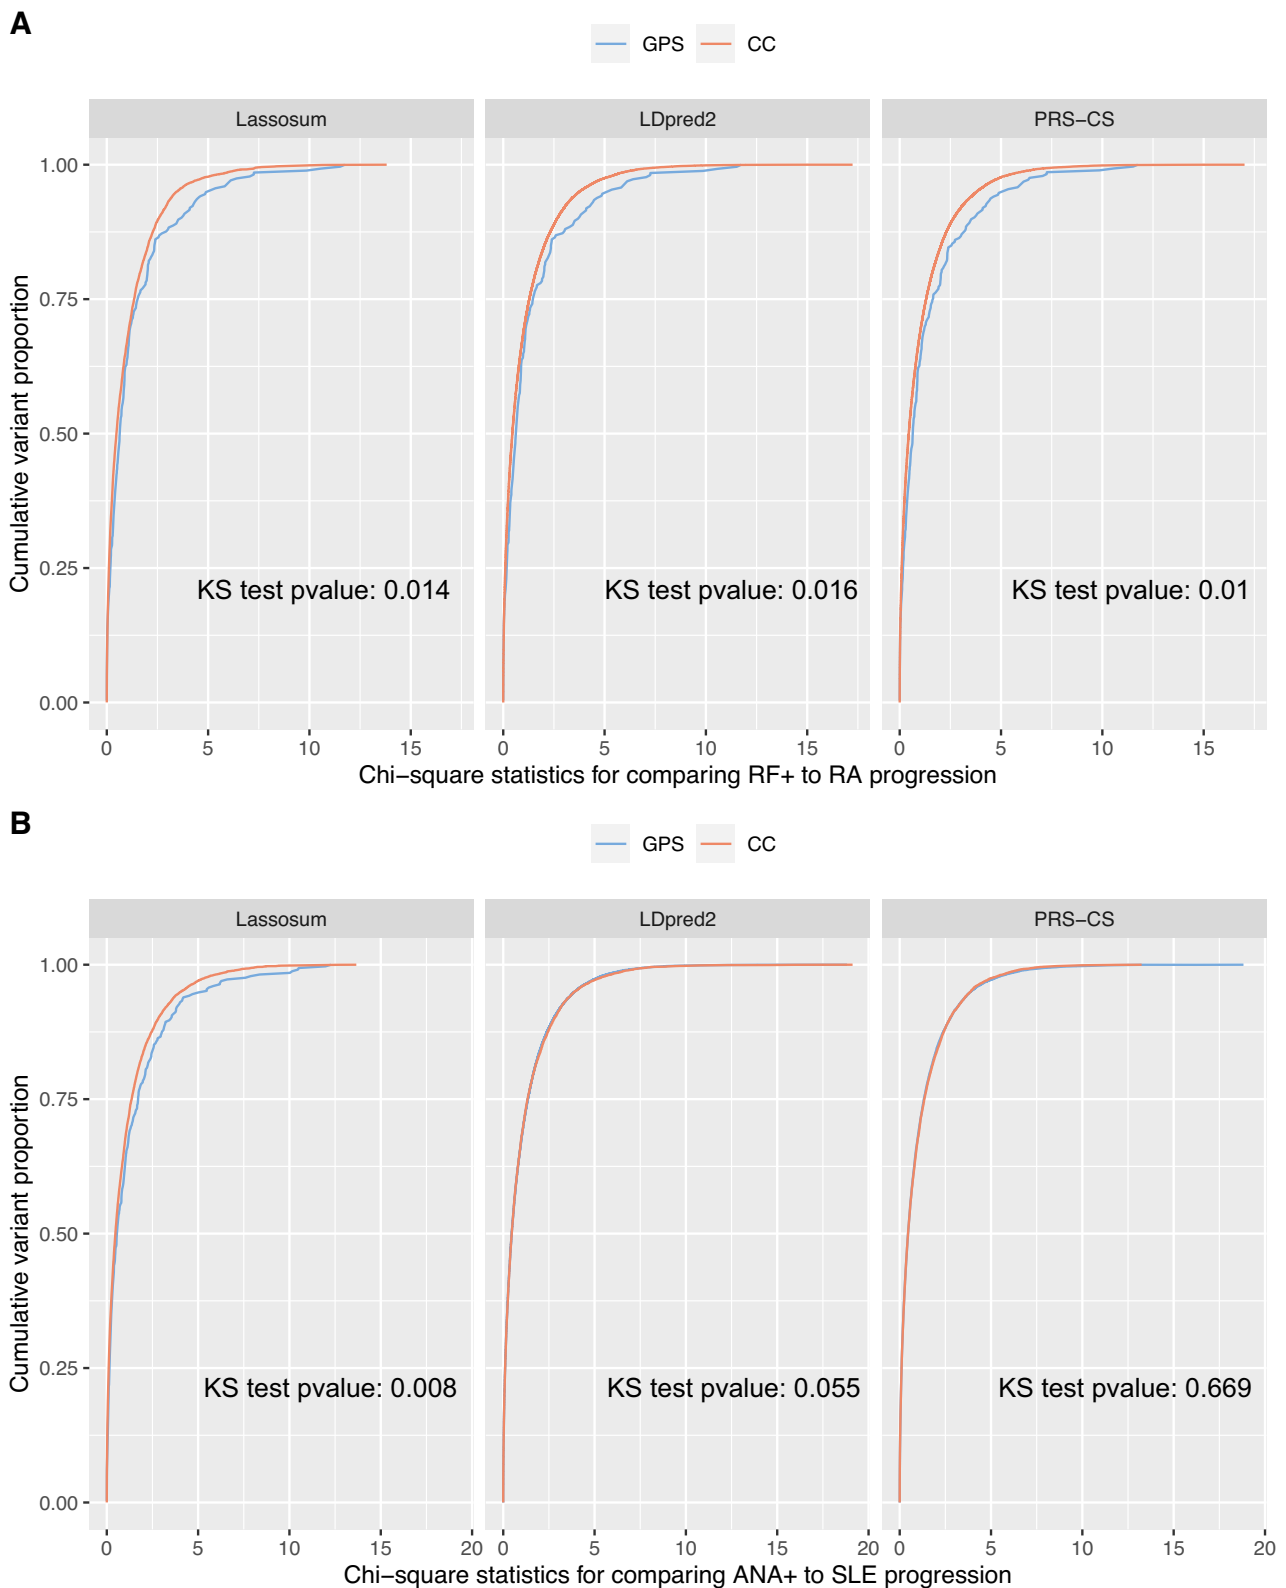 A
GPS CC
Lassosum LDpred2 PRS−CS
Cumulative variant proportion
1.00
0.75
0.50
0.25
0.00
KS test pvalue: 0.014 KS test pvalue: 0.016 KS test pvalue: 0.01
0 5 10 15 0 5 10 15 0 5 10 15
Chi−square statistics for comparing RF+ to RA progression
B
GPS CC
Lassosum LDpred2 PRS−CS
Cumulative variant proportion
1.00
0.75
0.50
0.25
0.00
KS test pvalue: 0.008 KS test pvalue: 0.055 KS test pvalue: 0.669
0 5 10 15 20 0 5 10 15 20 0 5 10 15 20
Chi−square statistics for comparing ANA+ to SLE progression